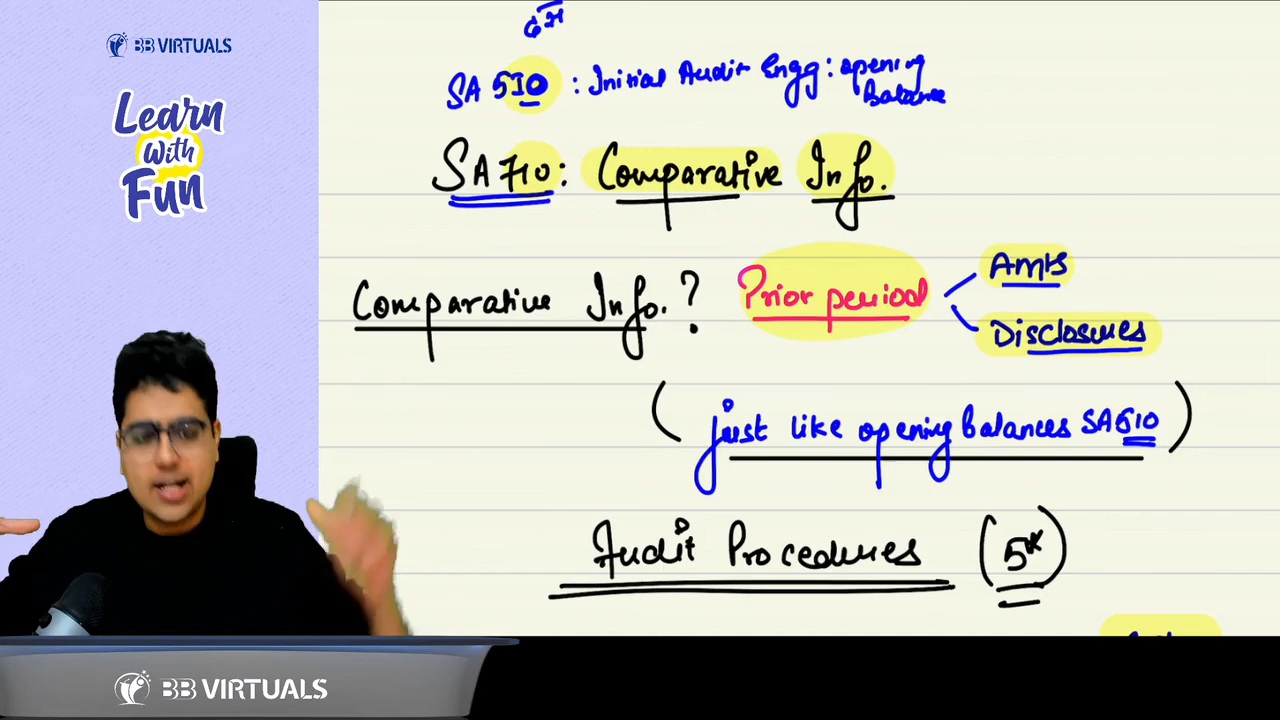 BB VIRTUALS
Learn
with
Fun
SA 510 : Initial Audit Engg : opening
Balance
SA 710 : Comparative Info.
Comparative Info. ? Prior period
Amts
Disclosures
( just like opening balances SA 510 )
Audit Procedures (5*)
BB VIRTUALS